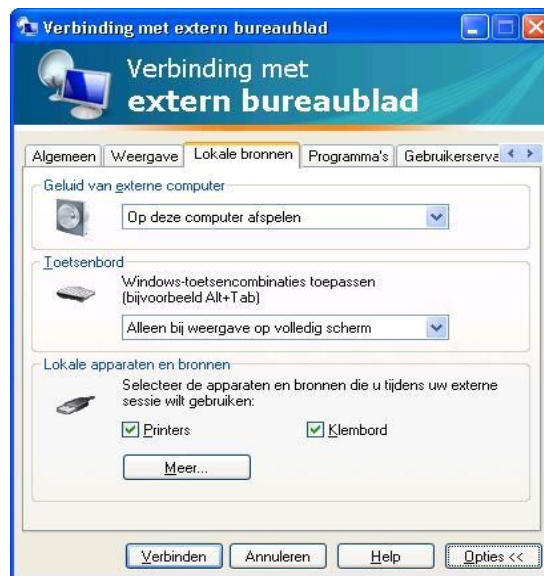 Verbinding met extern bureaublad
Verbinding met
extern bureaublad
Algemeen Weergave Lokale bronnen Programma's Gebruikerserva
Geluid van externe computer
Op deze computer afspelen
Toetsenbord
Windows-toetsencombinaties toepassen
(bijvoorbeeld Alt+Tab)
Alleen bij weergave op volledig scherm
Lokale apparaten en bronnen
Selecteer de apparaten en bronnen die u tijdens uw externe
sessie wilt gebruiken:
Printers Klembord
Meer...
Verbinden Annuleren Help Opties <<